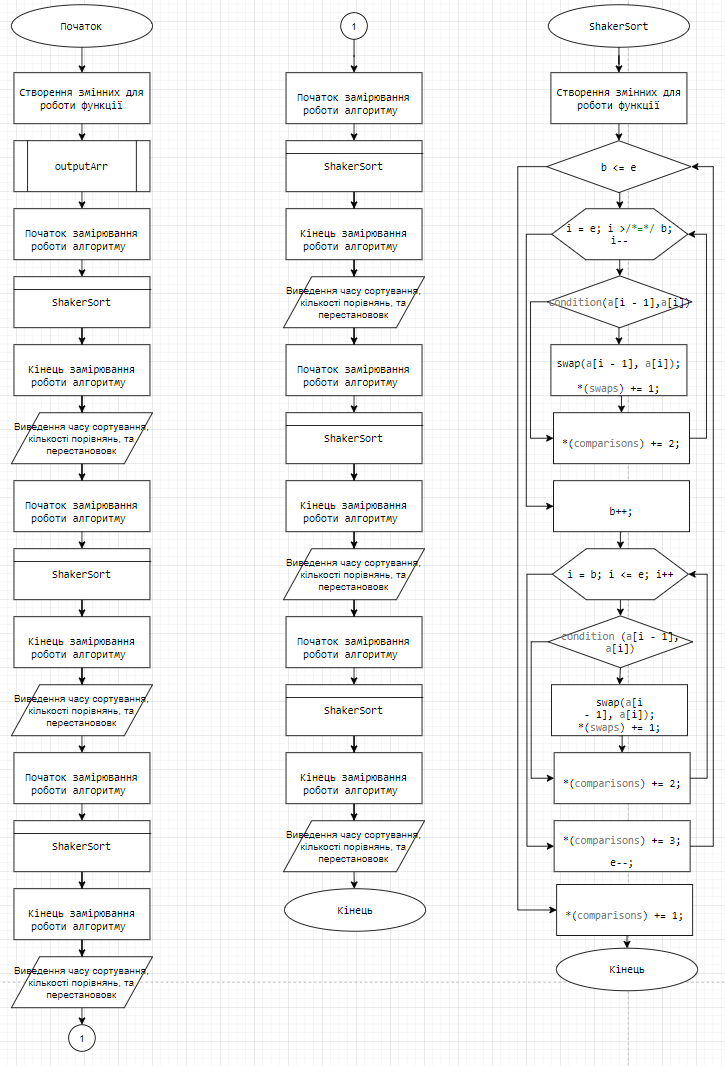 Початок
Створення змінних для
роботи функції
outputArr
Початок замірювання
роботи алгоритму
ShakerSort
Кінець замірювання
роботи алгоритму
Виведення часу сортування,
кількості порівнянь, та
перестановок
Початок замірювання
роботи алгоритму
ShakerSort
Кінець замірювання
роботи алгоритму
Виведення часу сортування,
кількості порівнянь, та
перестановок
Початок замірювання
роботи алгоритму
ShakerSort
Кінець замірювання
роботи алгоритму
Виведення часу сортування,
кількості порівнянь, та
перестановок
1
1
Початок замірювання
роботи алгоритму
ShakerSort
Кінець замірювання
роботи алгоритму
Виведення часу сортування,
кількості порівнянь, та
перестановок
Початок замірювання
роботи алгоритму
ShakerSort
Кінець замірювання
роботи алгоритму
Виведення часу сортування,
кількості порівнянь, та
перестановок
Початок замірювання
роботи алгоритму
ShakerSort
Кінець замірювання
роботи алгоритму
Виведення часу сортування,
кількості порівнянь, та
перестановок
Кінець
ShakerSort
Створення змінних для
роботи функції
b <= e
i = e; i >/*=*/ b;
i--
condition(a[i - 1],a[i])
swap(a[i - 1], a[i]);
*(swaps) += 1;
*(comparisons) += 2;
b++;
i = b; i <= e; i++
condition (a[i - 1],
a[i])
swap(a[i
- 1], a[i]);
*(swaps) += 1;
*(comparisons) += 2;
*(comparisons) += 3;
e--;
*(comparisons) += 1;
Кінець